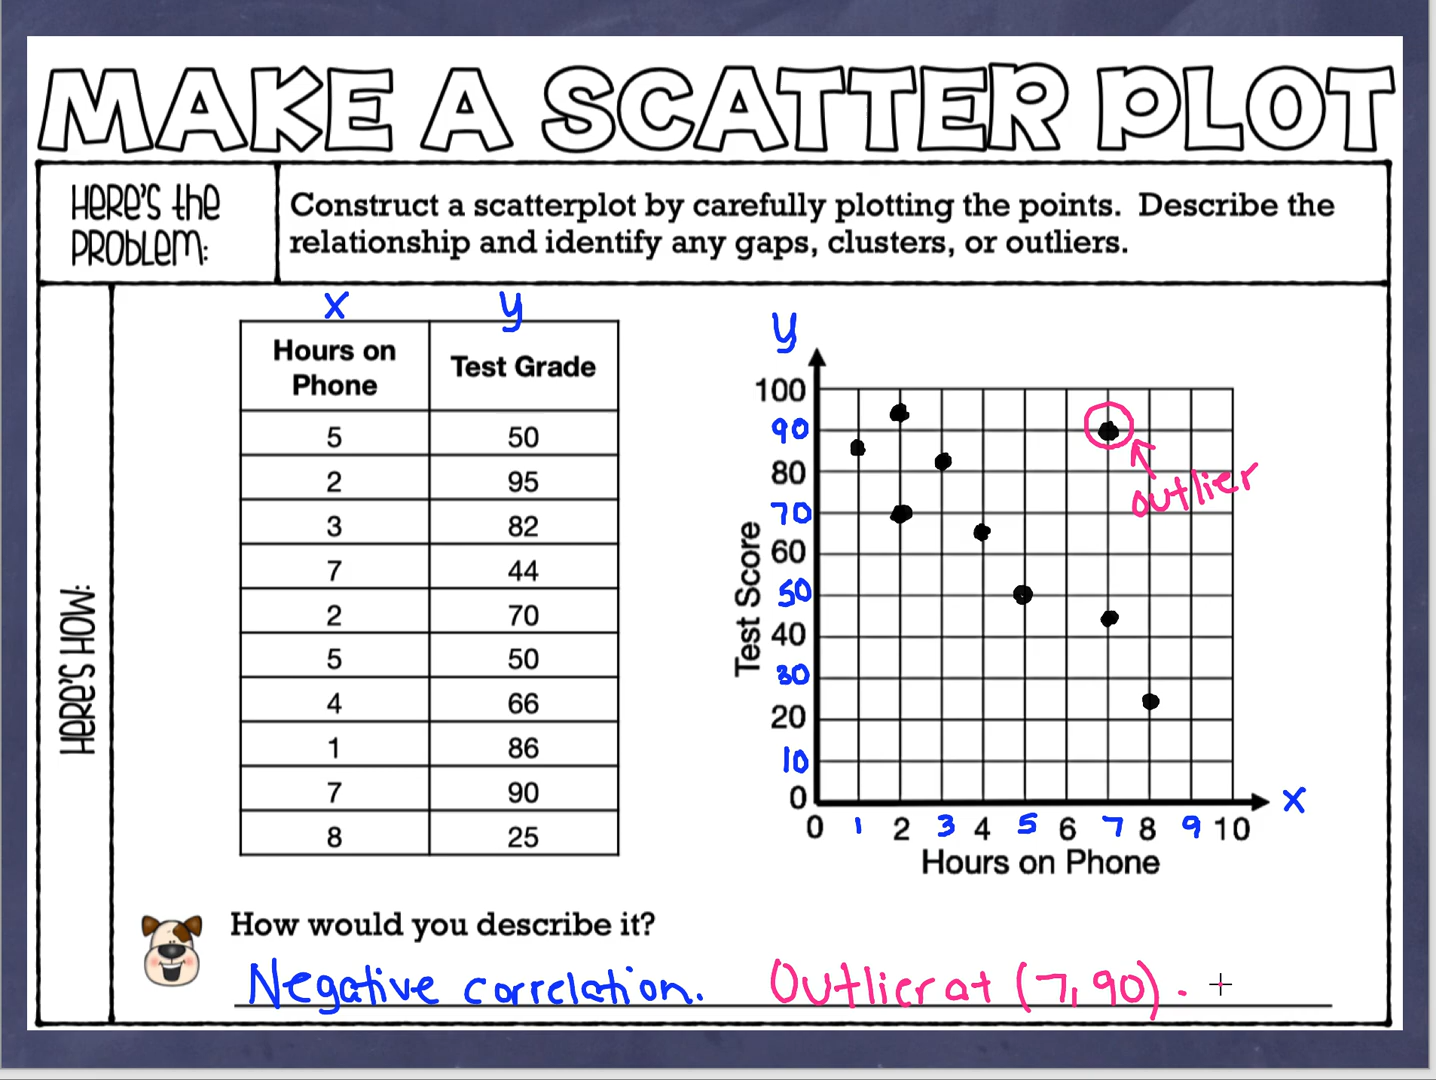 MAKE A SCATTER PLOT
HERE'S the PROBLEM:
Construct a scatterplot by carefully plotting the points. Describe the
relationship and identify any gaps, clusters, or outliers.
HERE'S HOW:
x y
Hours on Phone Test Grade
5 50
2 95
3 82
7 44
2 70
5 50
4 66
1 86
7 90
8 25
y
100
90
80
70
60
50
40
30
20
10
0
Test Score
outlier
x
0 1 2 3 4 5 6 7 8 9 10
Hours on Phone
How would you describe it?
Negative correlation. Outlier at (7,90).